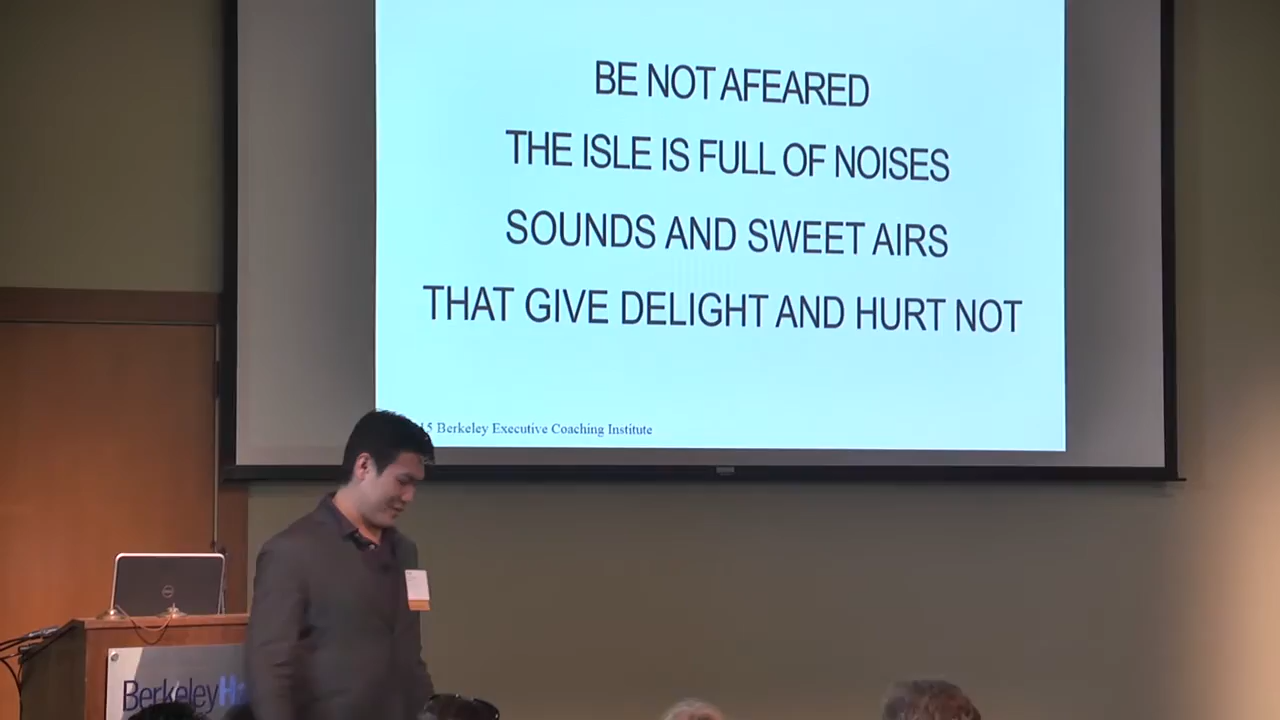 BE NOT AFEARED
THE ISLE IS FULL OF NOISES
SOUNDS AND SWEET AIRS
THAT GIVE DELIGHT AND HURT NOT
15 Berkeley Executive Coaching Institute
Berkeley